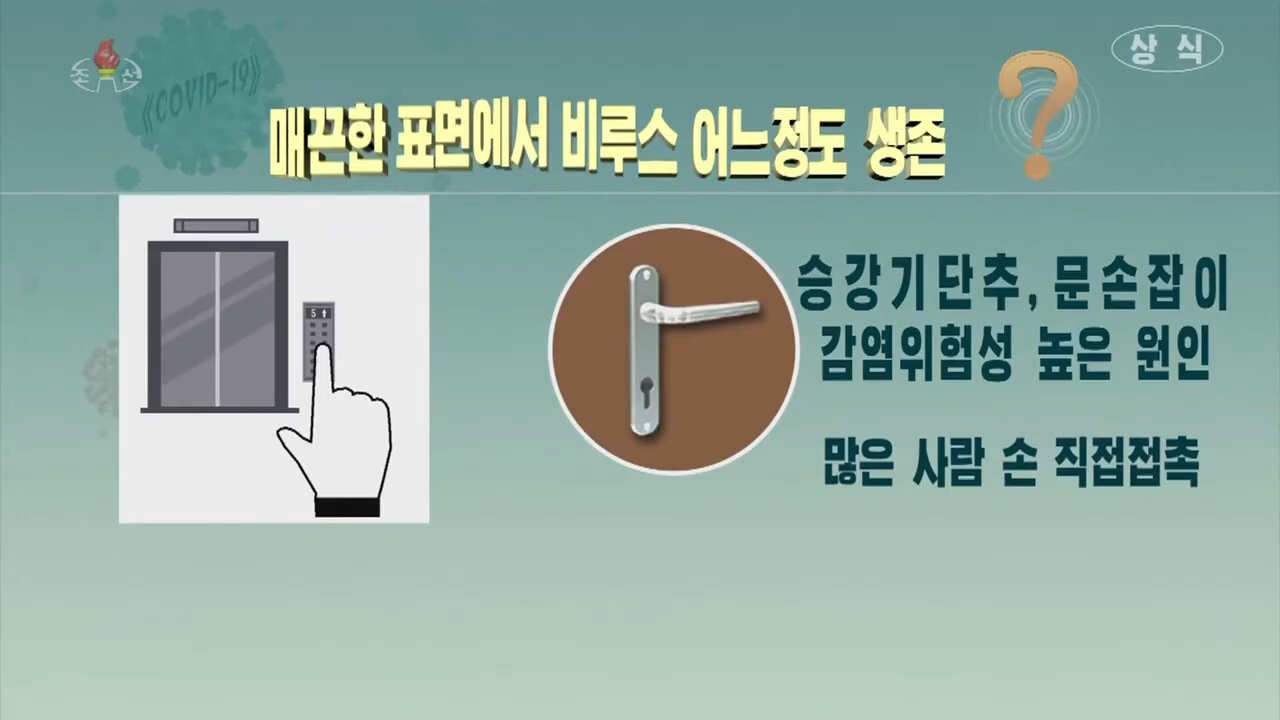 조선
상식
《COVID-19》
매끈한 표면에서 비루스 어느정도 생존
?
5
승강기단추, 문손잡이
감염위험성 높은 원인
많은 사람 손 직접접촉